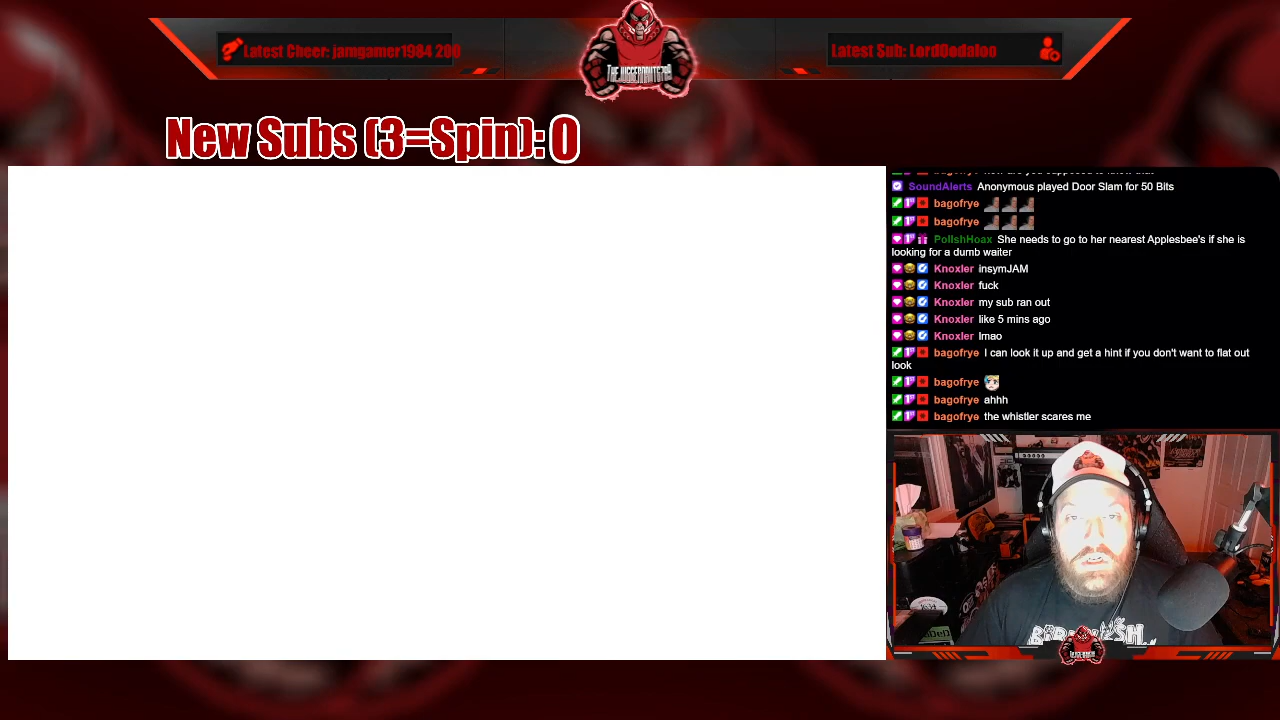 Latest Cheer: jamgamer1984 200
THEJUGGERNAUT6789
Latest Sub: LordOodaloo
New Subs (3=Spin): 0
SoundAlerts Anonymous played Door Slam for 50 Bits
bagofrye
bagofrye
PolishHoax She needs to go to her nearest Applesbee's if she is
looking for a dumb waiter
Knoxler insymJAM
Knoxler fuck
Knoxler my sub ran out
Knoxler like 5 mins ago
Knoxler lmao
bagofrye I can look it up and get a hint if you don't want to flat out
look
bagofrye
bagofrye ahhh
bagofrye the whistler scares me